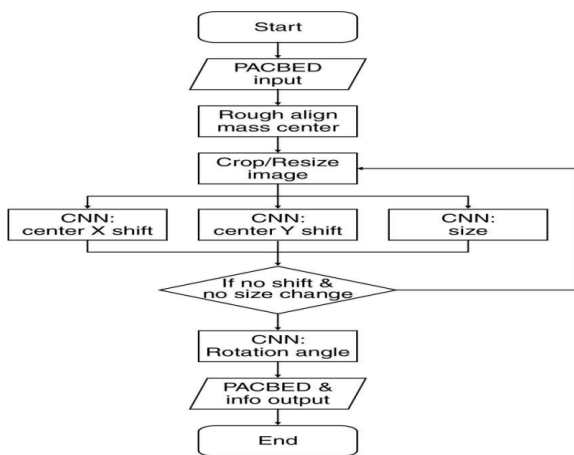 Start
PACBED
input
Rough align
mass center
Crop/Resize
image
CNN:
center X shift
CNN:
center Y shift
CNN:
size
If no shift &
no size change
CNN:
Rotation angle
PACBED &
info output
End